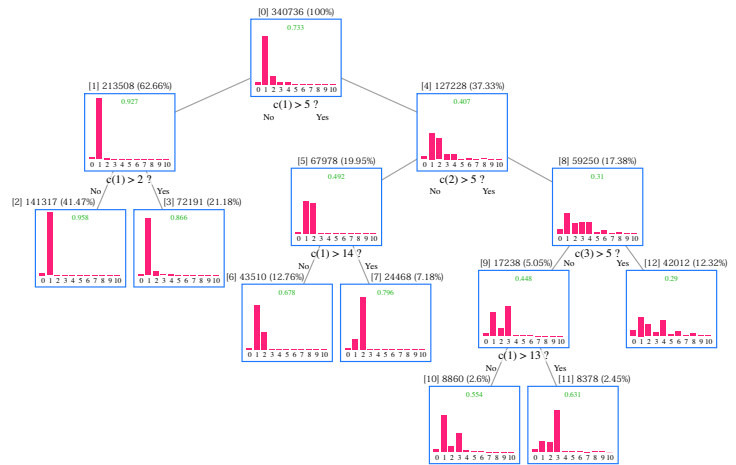 [0] 340736 (100%)
0.733
0 1 2 3 4 5 6 7 8 9 10
c(1) > 5 ?
No Yes
[1] 213508 (62.66%)
0.927
0 1 2 3 4 5 6 7 8 9 10
c(1) > 2 ?
No Yes
[4] 127228 (37.33%)
0.407
0 1 2 3 4 5 6 7 8 9 10
c(2) > 5 ?
No Yes
[2] 141317 (41.47%)
0.958
0 1 2 3 4 5 6 7 8 9 10
[3] 72191 (21.18%)
0.866
0 1 2 3 4 5 6 7 8 9 10
[5] 67978 (19.95%)
0.492
0 1 2 3 4 5 6 7 8 9 10
c(1) > 14 ?
No Yes
[8] 59250 (17.38%)
0.31
0 1 2 3 4 5 6 7 8 9 10
c(3) > 5 ?
No Yes
[6] 43510 (12.76%)
0.678
0 1 2 3 4 5 6 7 8 9 10
[7] 24468 (7.18%)
0.796
0 1 2 3 4 5 6 7 8 9 10
[9] 17238 (5.05%)
0.448
0 1 2 3 4 5 6 7 8 9 10
c(1) > 13 ?
No Yes
[12] 42012 (12.32%)
0.29
0 1 2 3 4 5 6 7 8 9 10
[10] 8860 (2.6%)
0.554
0 1 2 3 4 5 6 7 8 9 10
[11] 8378 (2.45%)
0.631
0 1 2 3 4 5 6 7 8 9 10